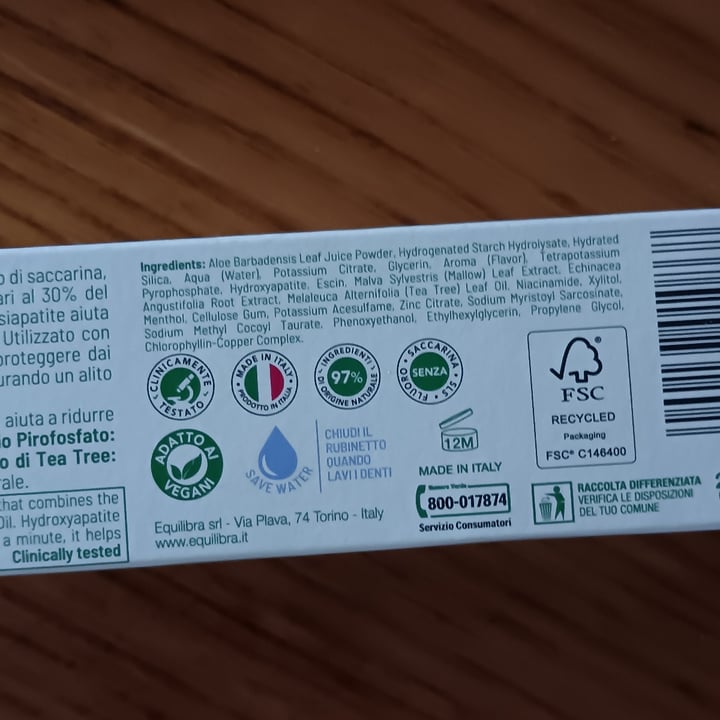 o di saccarina,
ari al 30% del
siapatite aiuta
Utilizzato con
proteggere dai
urando un alito
aiuta a ridurre
o Pirofosfato:
o di Tea Tree:
rale.
that combines the
Oil. Hydroxyapatite
a minute, it helps
Clinically tested
Ingredients: Aloe Barbadensis Leaf Juice Powder, Hydrogenated Starch Hydrolysate, Hydrated
Silica, Aqua (Water), Potassium Citrate, Glycerin, Aroma (Flavor), Tetrapotassium
Pyrophosphate, Hydroxyapatite, Escin, Malva Sylvestris (Mallow) Leaf Extract, Echinacea
Angustifolia Root Extract, Melaleuca Alternifolia (Tea Tree) Leaf Oil, Niacinamide, Xylitol,
Menthol, Cellulose Gum, Potassium Acesulfame, Zinc Citrate, Sodium Myristoyl Sarcosinate,
Sodium Methyl Cocoyl Taurate, Phenoxyethanol, Ethylhexylglycerin, Propylene Glycol,
Chlorophyllin-Copper Complex.
CLINICAMENTE TESTATO
MADE IN ITALY PRODOTTO IN ITALIA
INGREDIENTI DI ORIGINE NATURALE
97%
SACCARINA • SLS • FLUORO •
SENZA
ADATTO AI VEGANI
SAVE WATER
CHIUDI IL
RUBINETTO
QUANDO
LAVI I DENTI
12M
MADE IN ITALY
Numero Verde
800-017874
Servizio Consumatori
FSC
RECYCLED
Packaging
FSC® C146400
RACCOLTA DIFFERENZIATA
VERIFICA LE DISPOSIZIONI
DEL TUO COMUNE
Equilibra srl - Via Plava, 74 Torino - Italy
www.equilibra.it